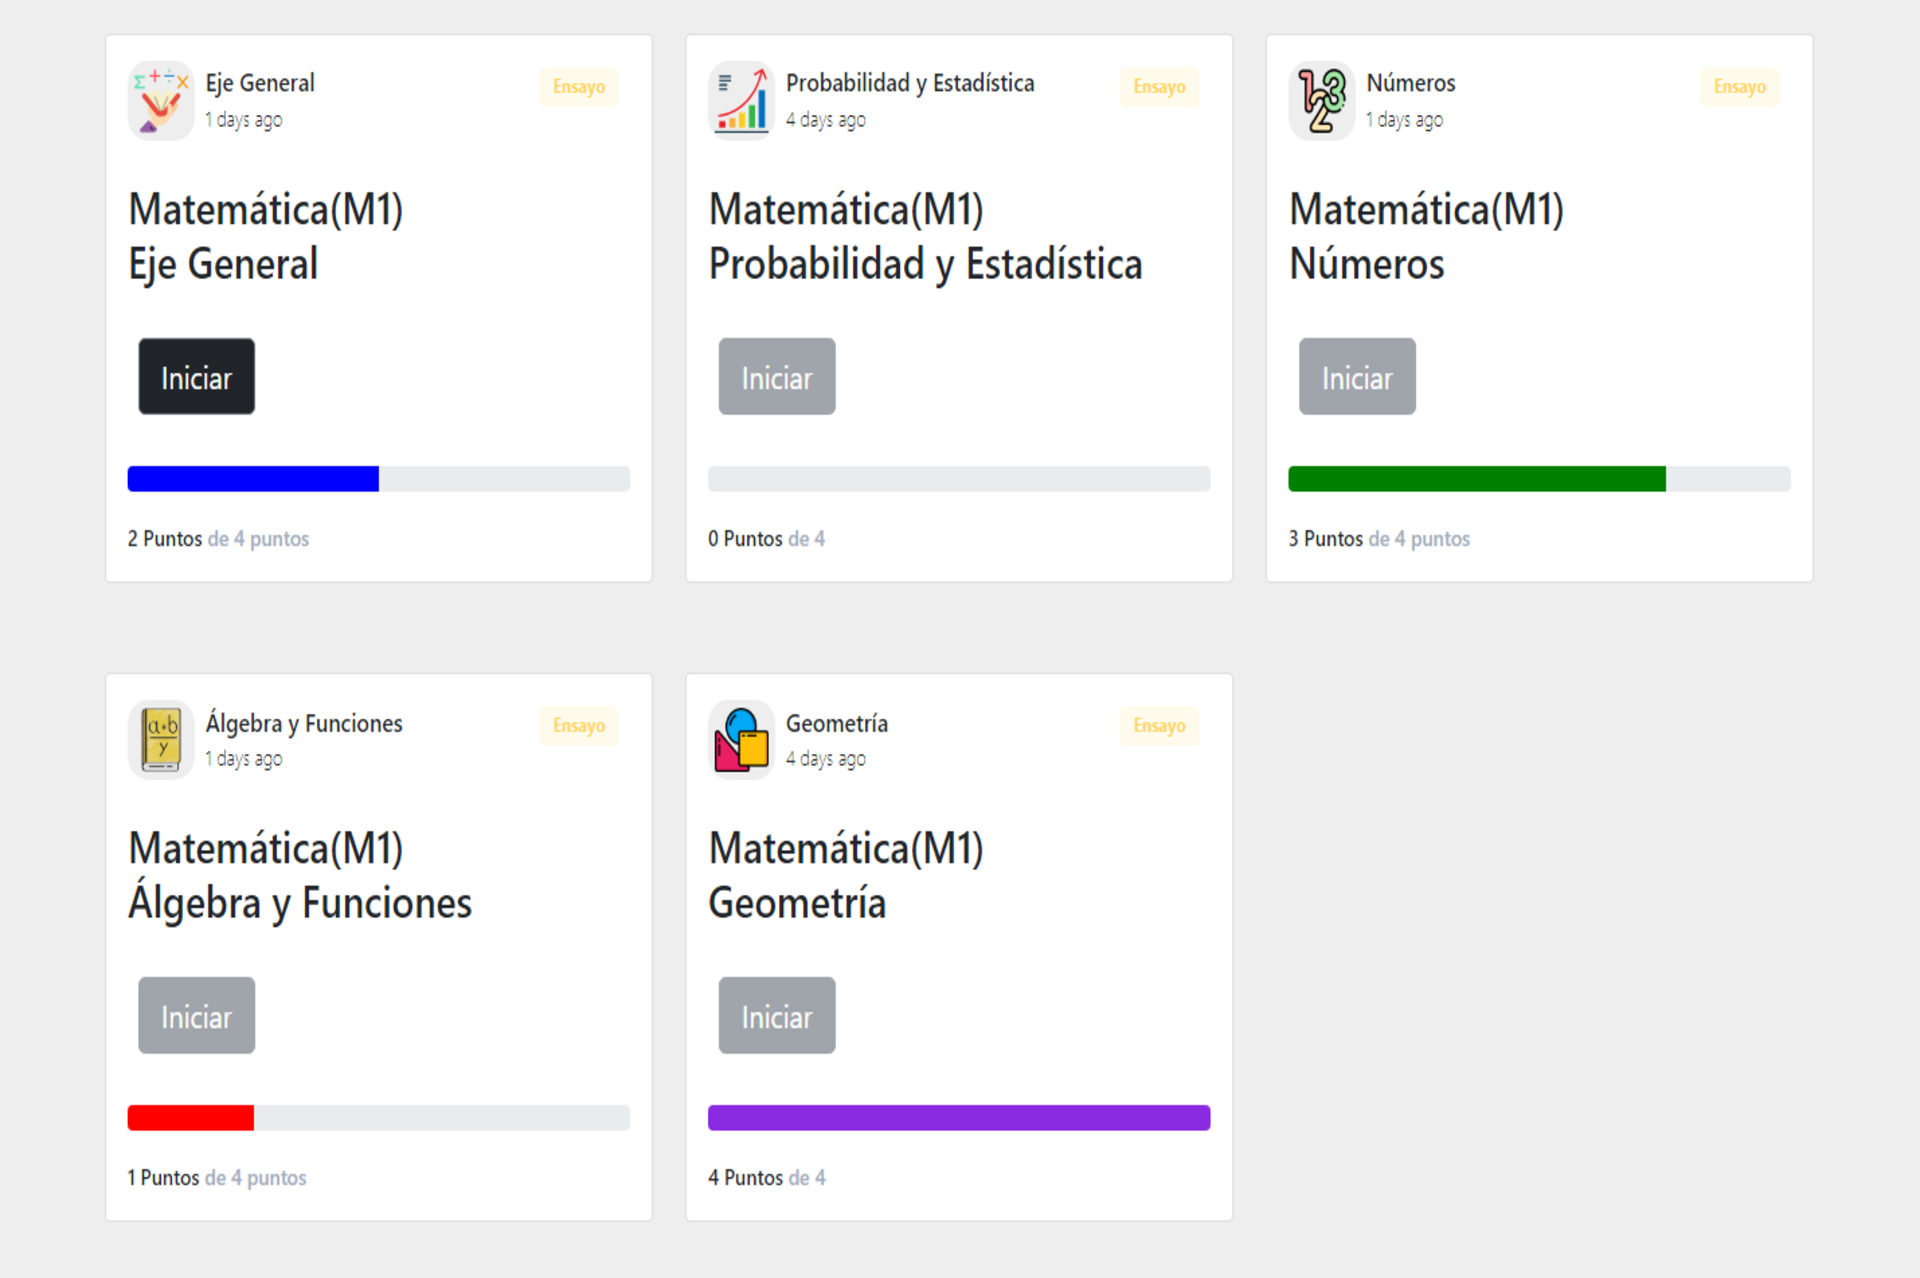 Eje General
1 days ago
Ensayo
Matemática(M1)
Eje General
Iniciar
2 Puntos de 4 puntos
Probabilidad y Estadística
4 days ago
Ensayo
Matemática(M1)
Probabilidad y Estadística
Iniciar
0 Puntos de 4
Números
1 days ago
Ensayo
Matemática(M1)
Números
Iniciar
3 Puntos de 4 puntos
Álgebra y Funciones
1 days ago
Ensayo
Matemática(M1)
Álgebra y Funciones
Iniciar
1 Puntos de 4 puntos
Geometría
4 days ago
Ensayo
Matemática(M1)
Geometría
Iniciar
4 Puntos de 4